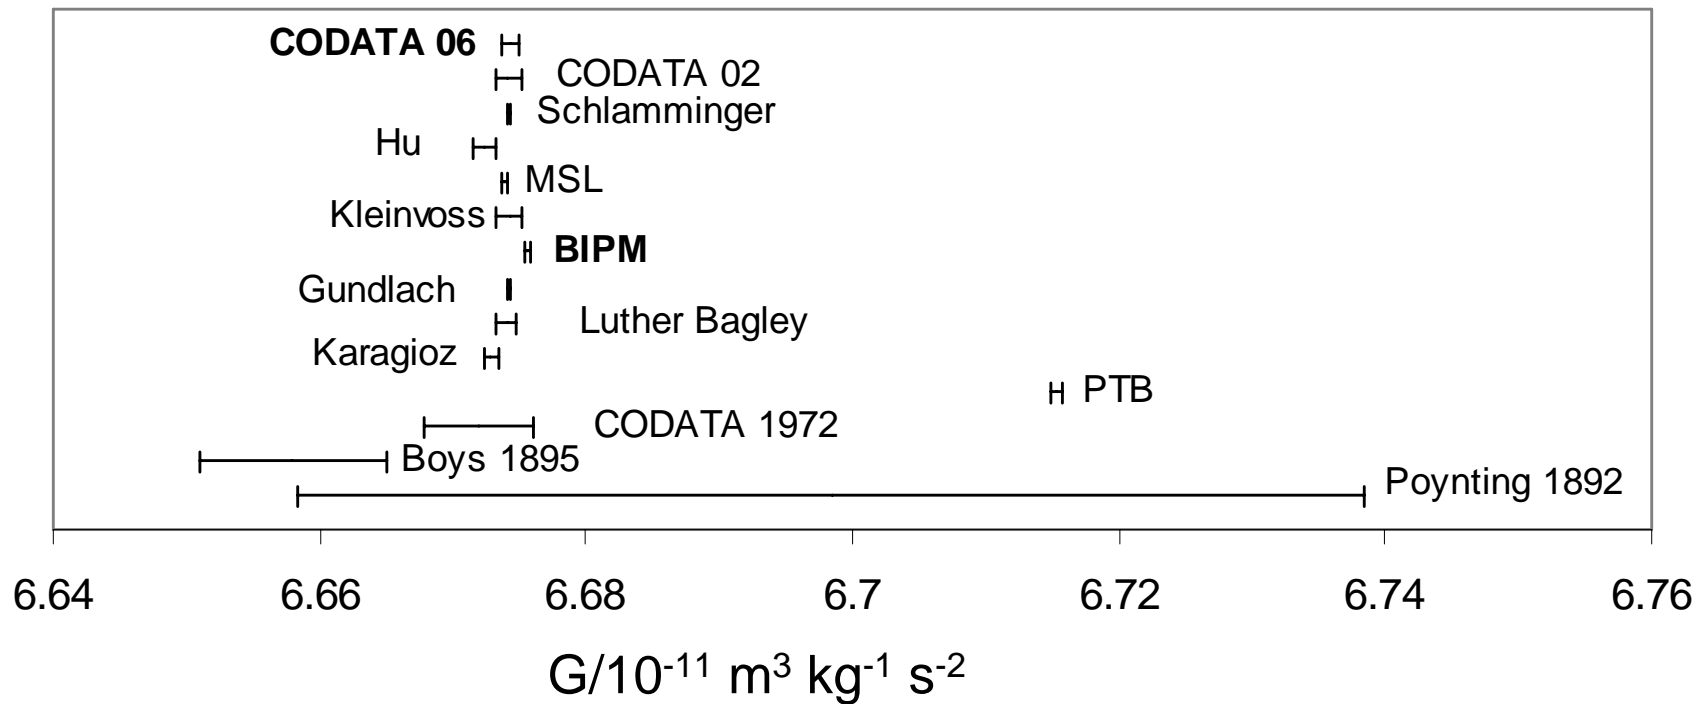 CODATA 06
CODATA 02
Schlamminger
Hu
MSL
Kleinvoss
BIPM
Gundlach
Luther Bagley
Karagioz
PTB
CODATA 1972
Boys 1895
Poynting 1892
6.64 6.66 6.68 6.7 6.72 6.74 6.76
G/10⁻¹¹ m³ kg⁻¹ s⁻²